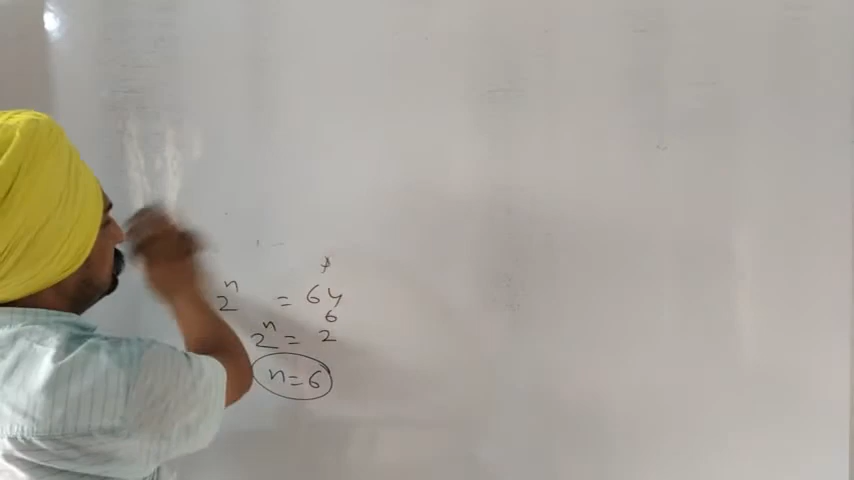 2ⁿ = 64
2ⁿ = 2⁶
n=6